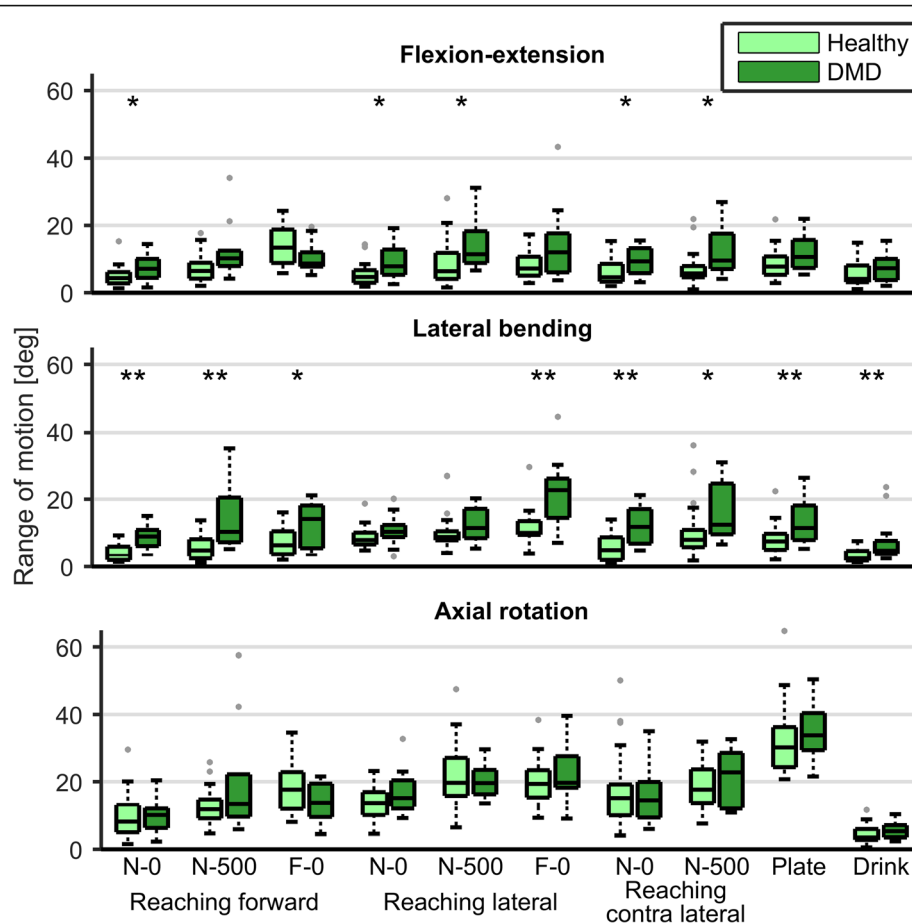 Healthy
DMD
Flexion-extension
60
* * * * *
40
20
0
Lateral bending
60
** ** * ** ** * ** **
40
20
0
Range of motion [deg]
Axial rotation
60
40
20
0
N-0 N-500 F-0 N-0 N-500 F-0 N-0 N-500 Plate Drink
Reaching forward Reaching lateral Reaching
contra lateral